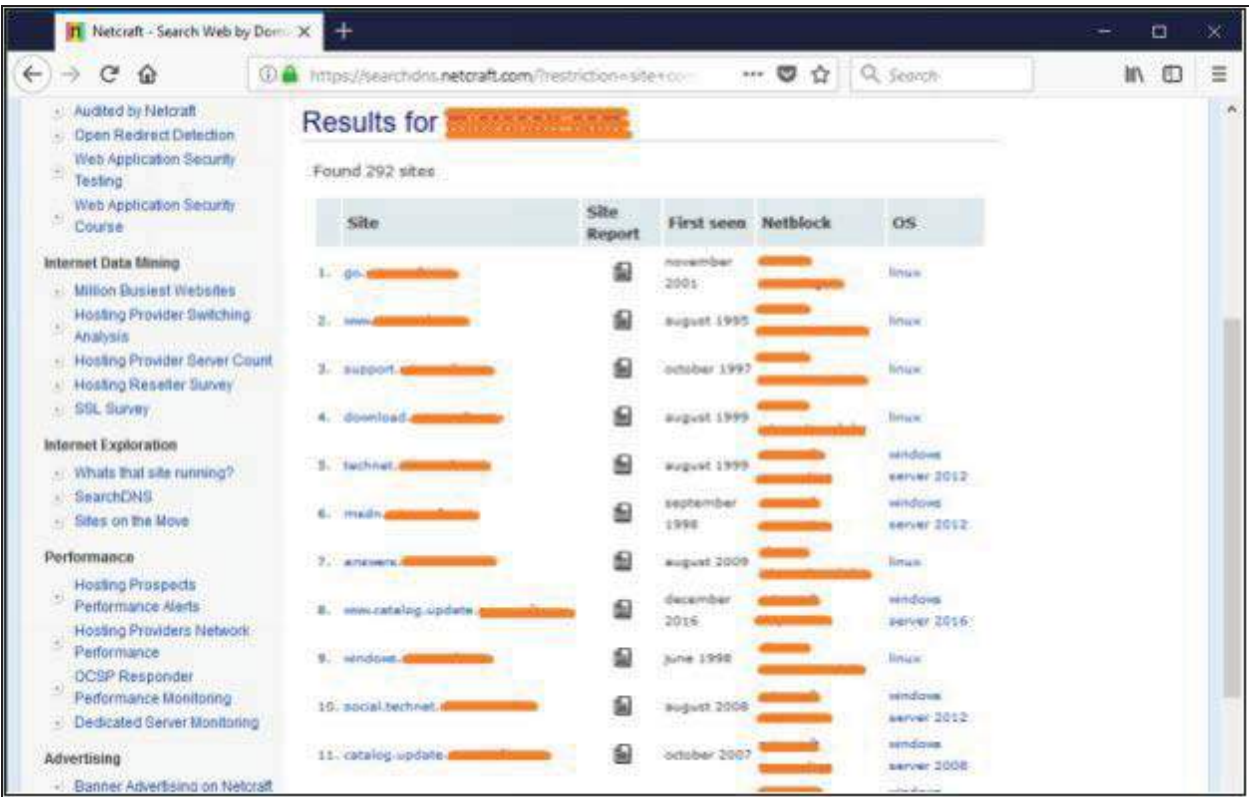 Netcraft - Search Web by Dom
https://searchdns.netcraft.com/?restriction=site+con
Search
Audited by Netcraft
Open Redirect Detection
Web Application Security
Testing
Web Application Security
Course
Internet Data Mining
Million Busiest Websites
Hosting Provider Switching
Analysis
Hosting Provider Server Count
Hosting Reseller Survey
SSL Survey
Internet Exploration
Whats that site running?
SearchDNS
Sites on the Move
Performance
Hosting Prospects
Performance Alerts
Hosting Providers Network
Performance
OCSP Responder
Performance Monitoring
Dedicated Server Monitoring
Advertising
Banner Advertising on Netcraft
Results for
Found 292 sites
Site Site Report First seen Netblock OS
1. go. november 2001 linux
2. www. august 1995 linux
3. support. october 1997 linux
4. download. august 1999 linux
5. technet. august 1999 windows server 2012
6. msdn. september 1998 windows server 2012
7. answers. august 2009 linux
8. www.catalog.update. december 2016 windows server 2016
9. windows. june 1998 linux
10. social.technet. august 2008 windows server 2012
11. catalog.update. october 2007 windows server 2008